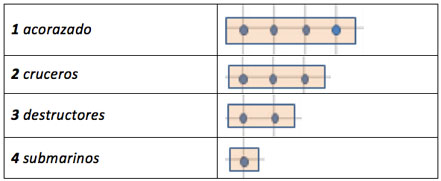 1 acorazado
2 cruceros
3 destructores
4 submarinos